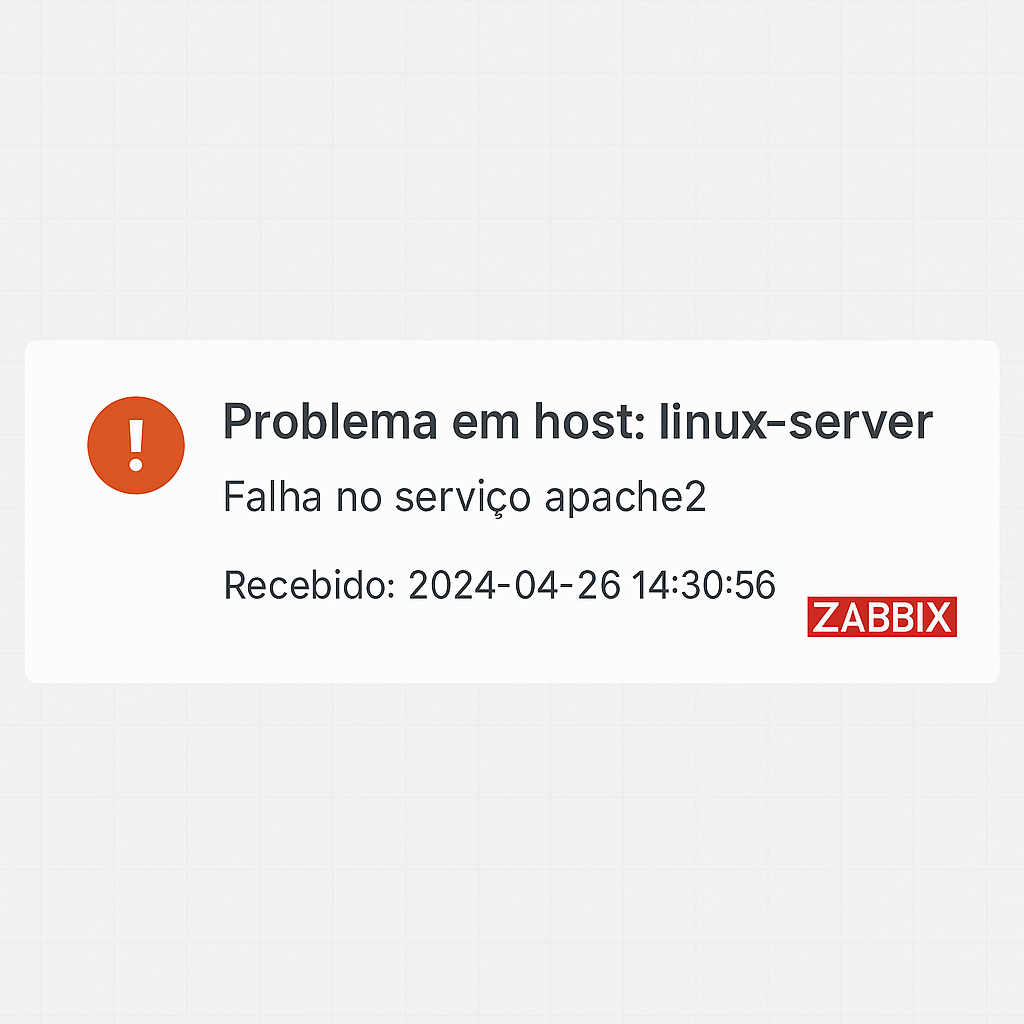 Problema em host: linux-server
Falha no serviço apache2
Recebido: 2024-04-26 14:30:56
ZABBIX